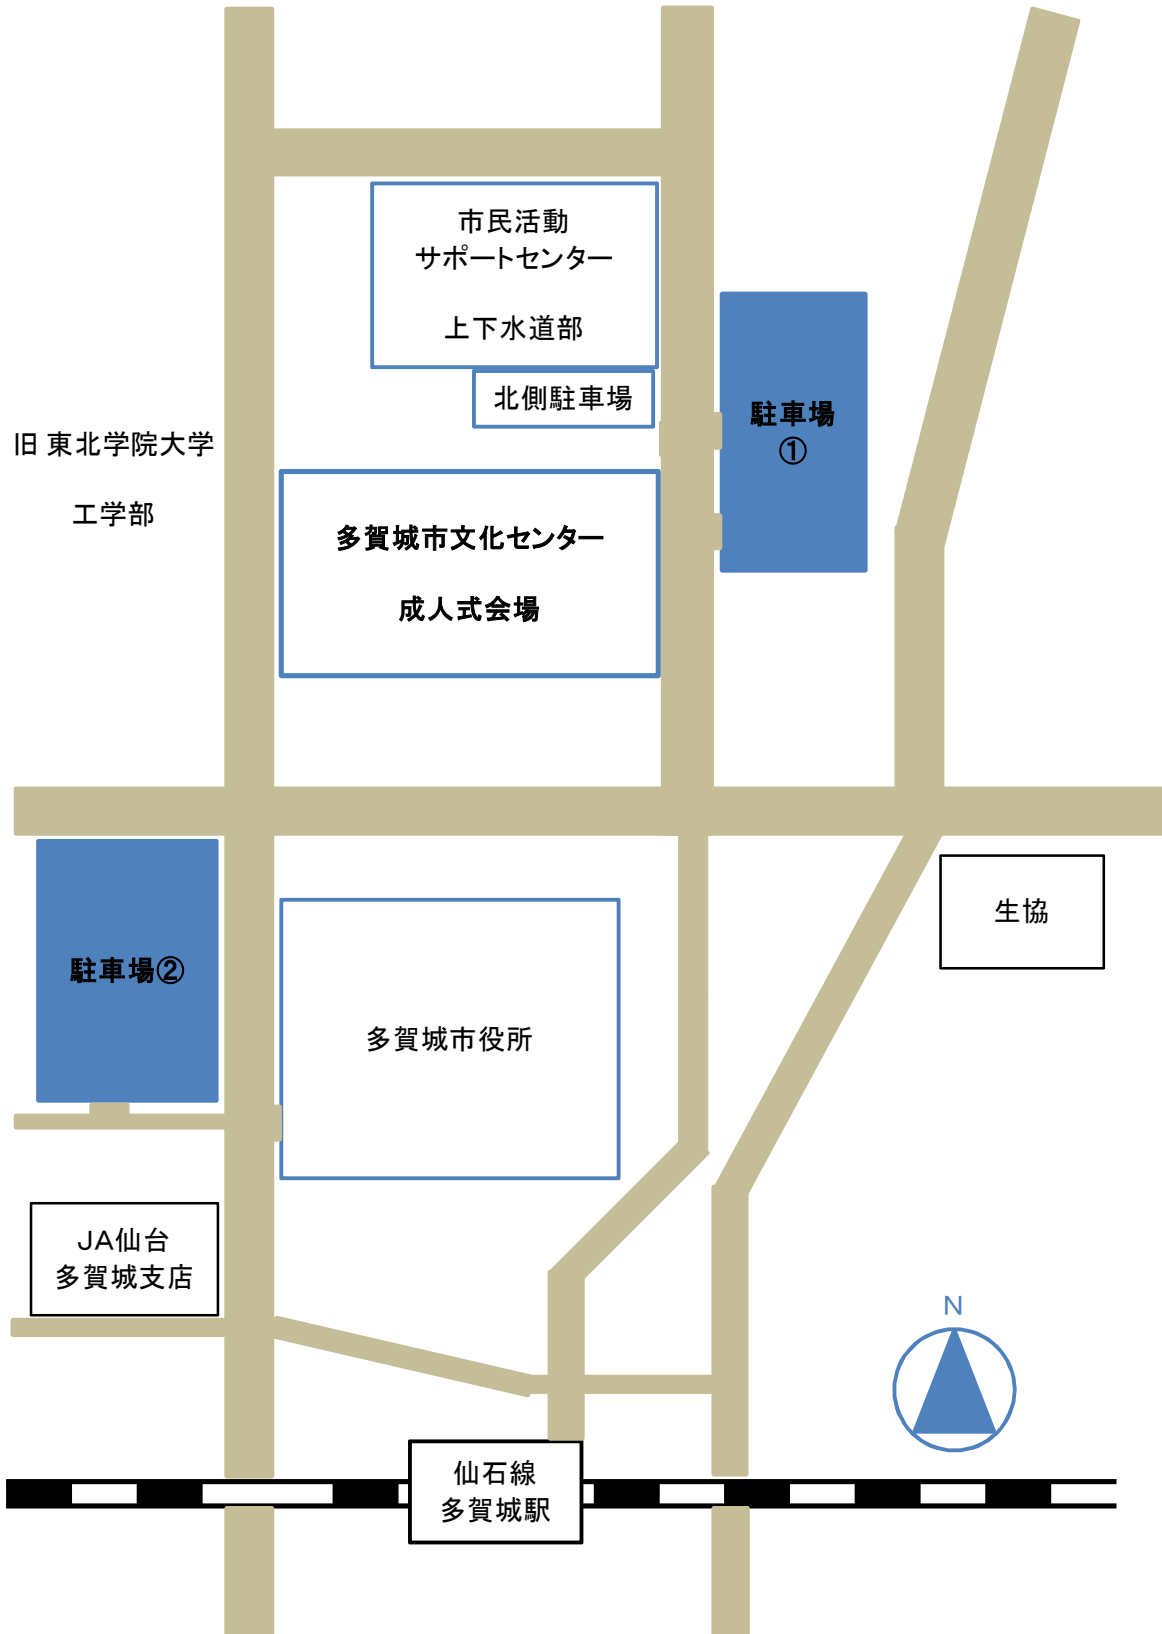 市民活動
サポートセンター
上下水道部
北側駐車場
駐車場
①
旧 東北学院大学
工学部
多賀城市文化センター
成人式会場
生協
駐車場②
多賀城市役所
JA仙台
多賀城支店
N
仙石線
多賀城駅